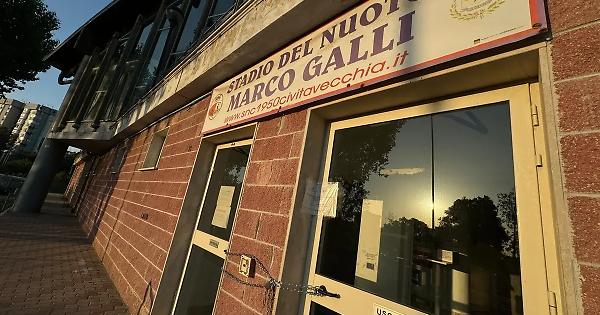 STADIO DEL NUOTO
MARCO GALLI
www.snc1950civitavecchia.it